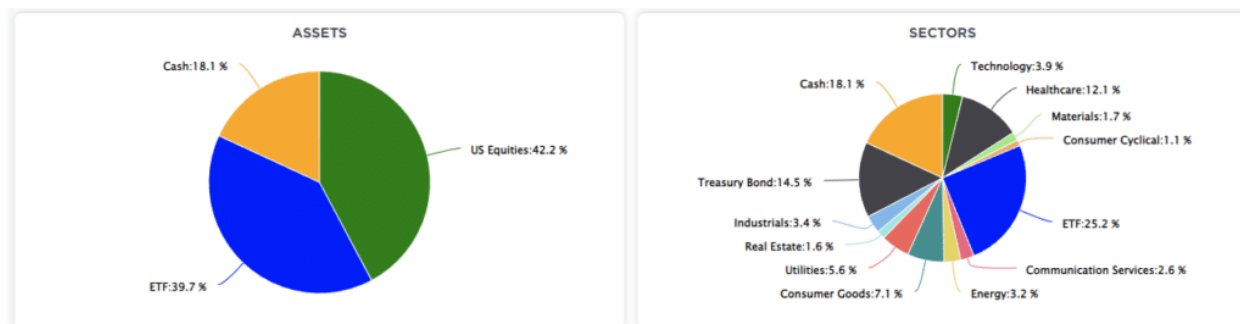 ASSETS
Cash:18.1 %
US Equities:42.2 %
ETF:39.7 %
SECTORS
Technology:3.9 %
Cash:18.1 %
Healthcare:12.1 %
Materials:1.7 %
Consumer Cyclical:1.1 %
Treasury Bond:14.5 %
Industrials:3.4 %
ETF:25.2 %
Real Estate:1.6 %
Utilities:5.6 %
Communication Services:2.6 %
Consumer Goods:7.1 %
Energy:3.2 %